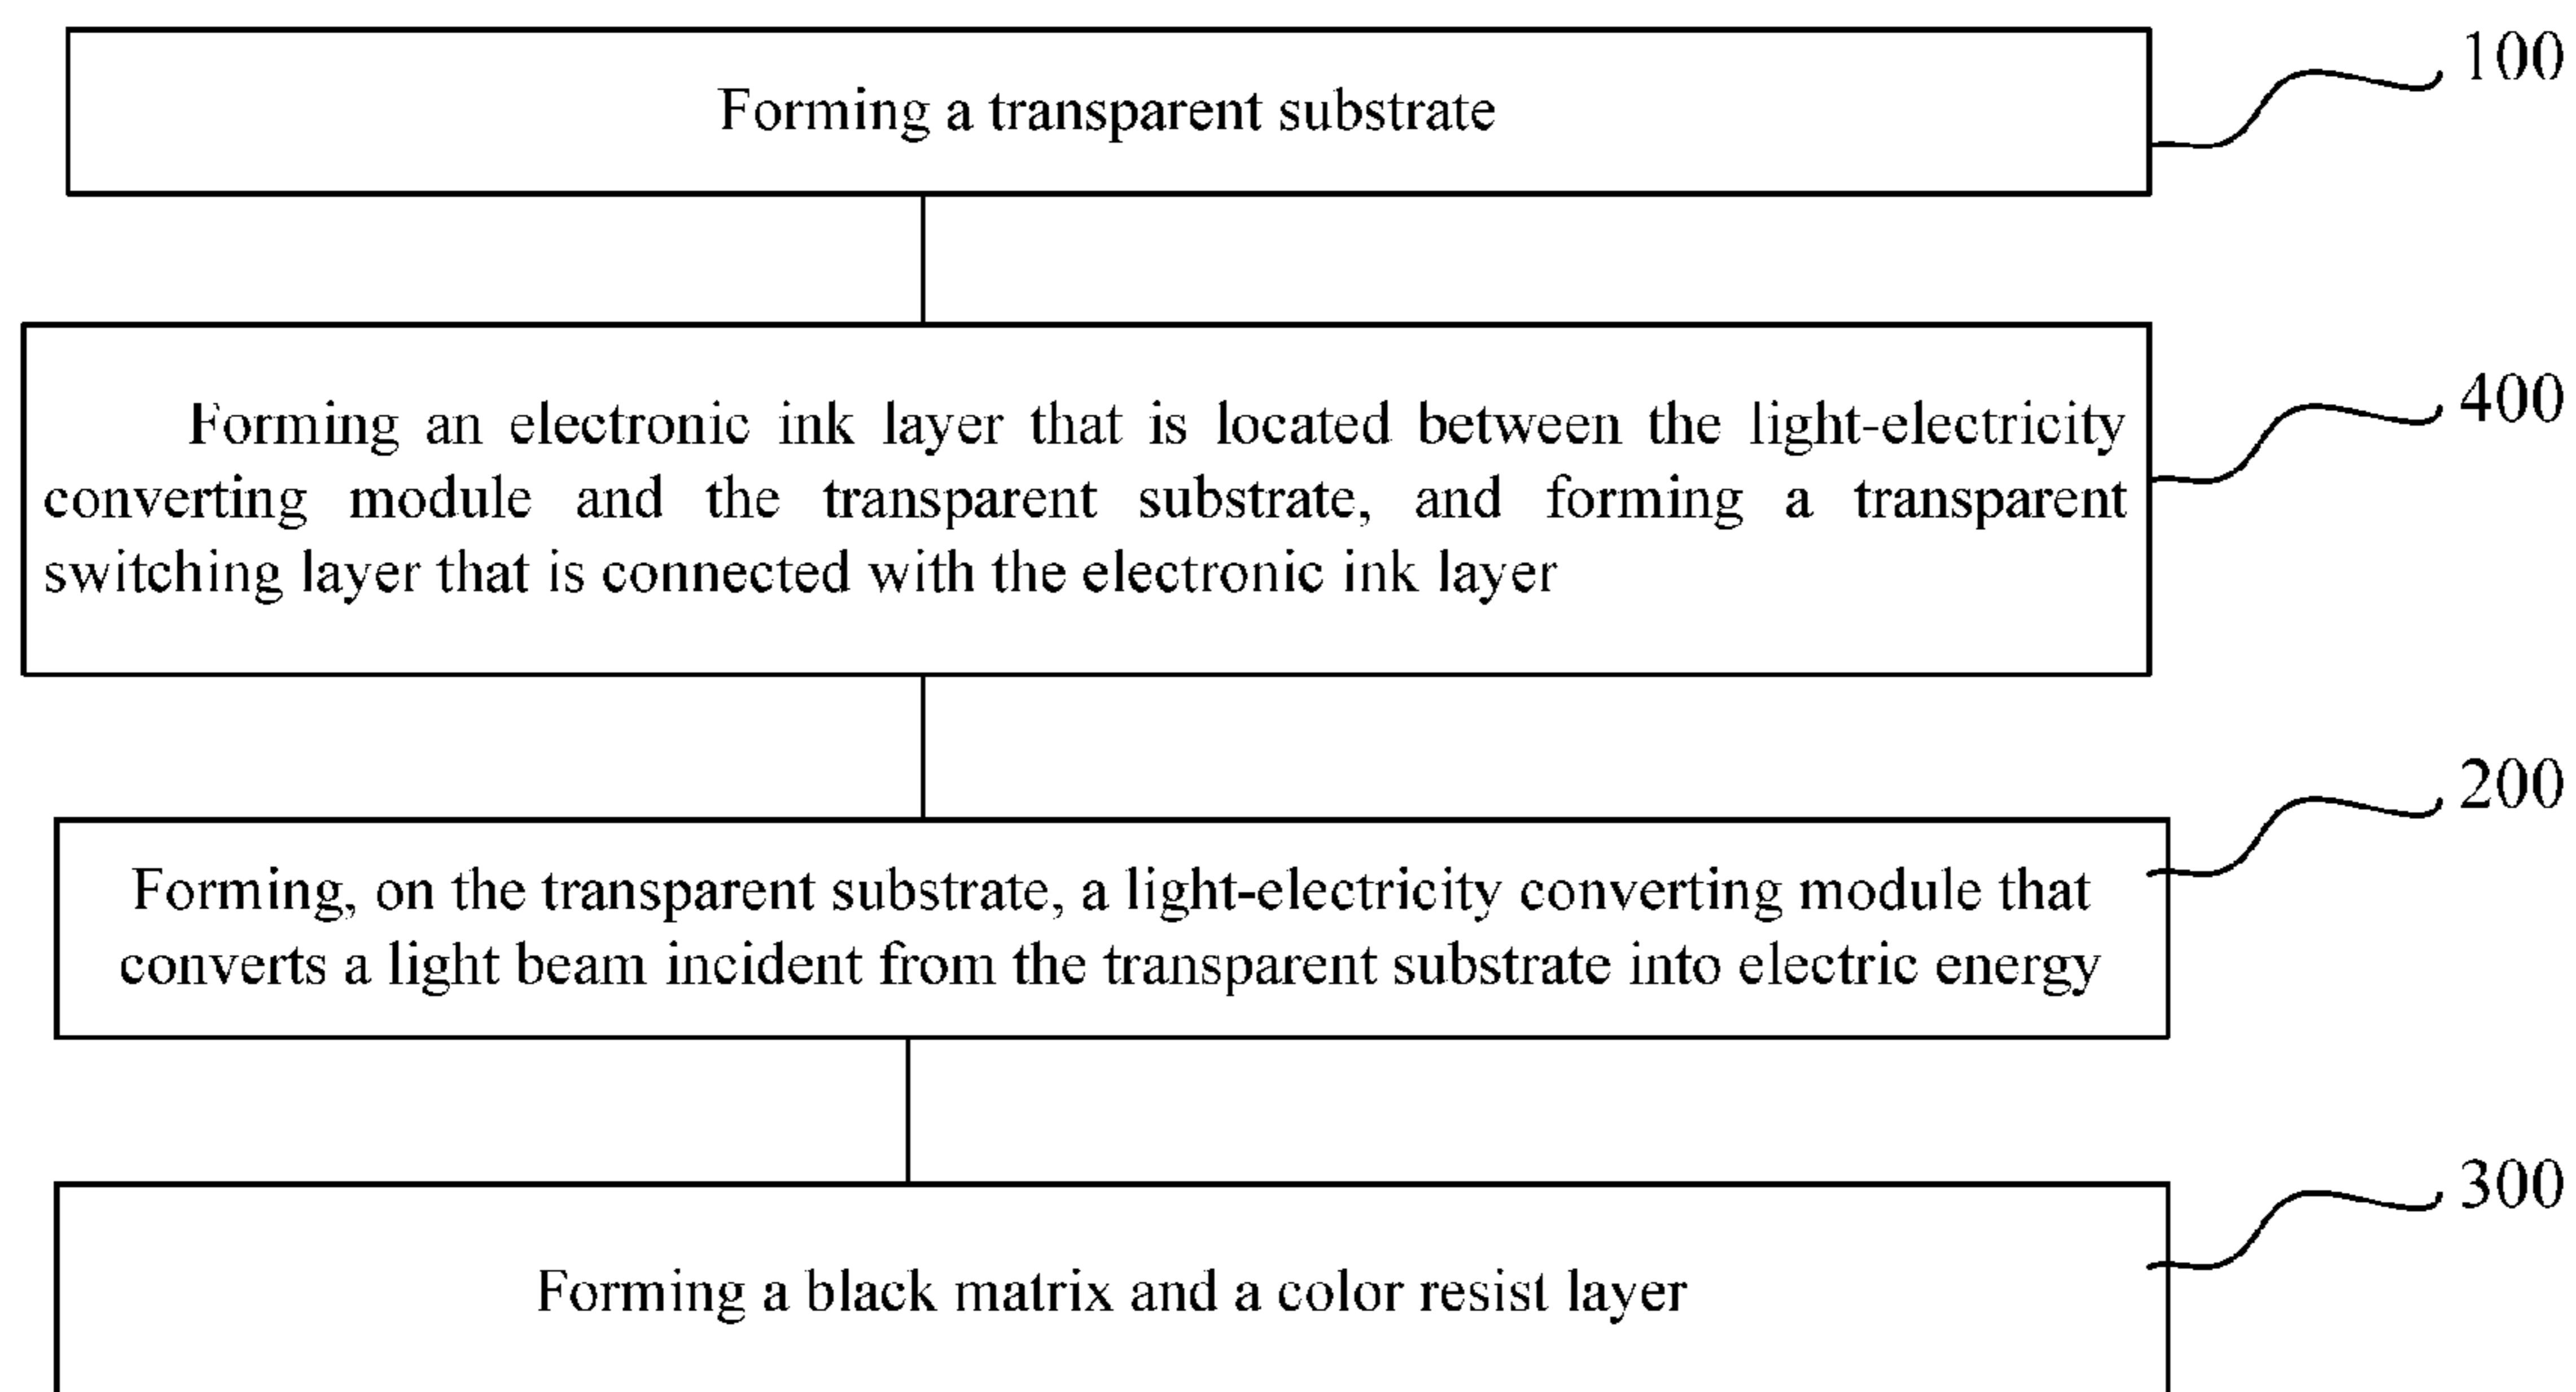 100
Forming a transparent substrate
400
Forming an electronic ink layer that is located between the light-electricity
converting module and the transparent substrate, and forming a transparent
switching layer that is connected with the electronic ink layer
200
Forming, on the transparent substrate, a light-electricity converting module that
converts a light beam incident from the transparent substrate into electric energy
300
Forming a black matrix and a color resist layer